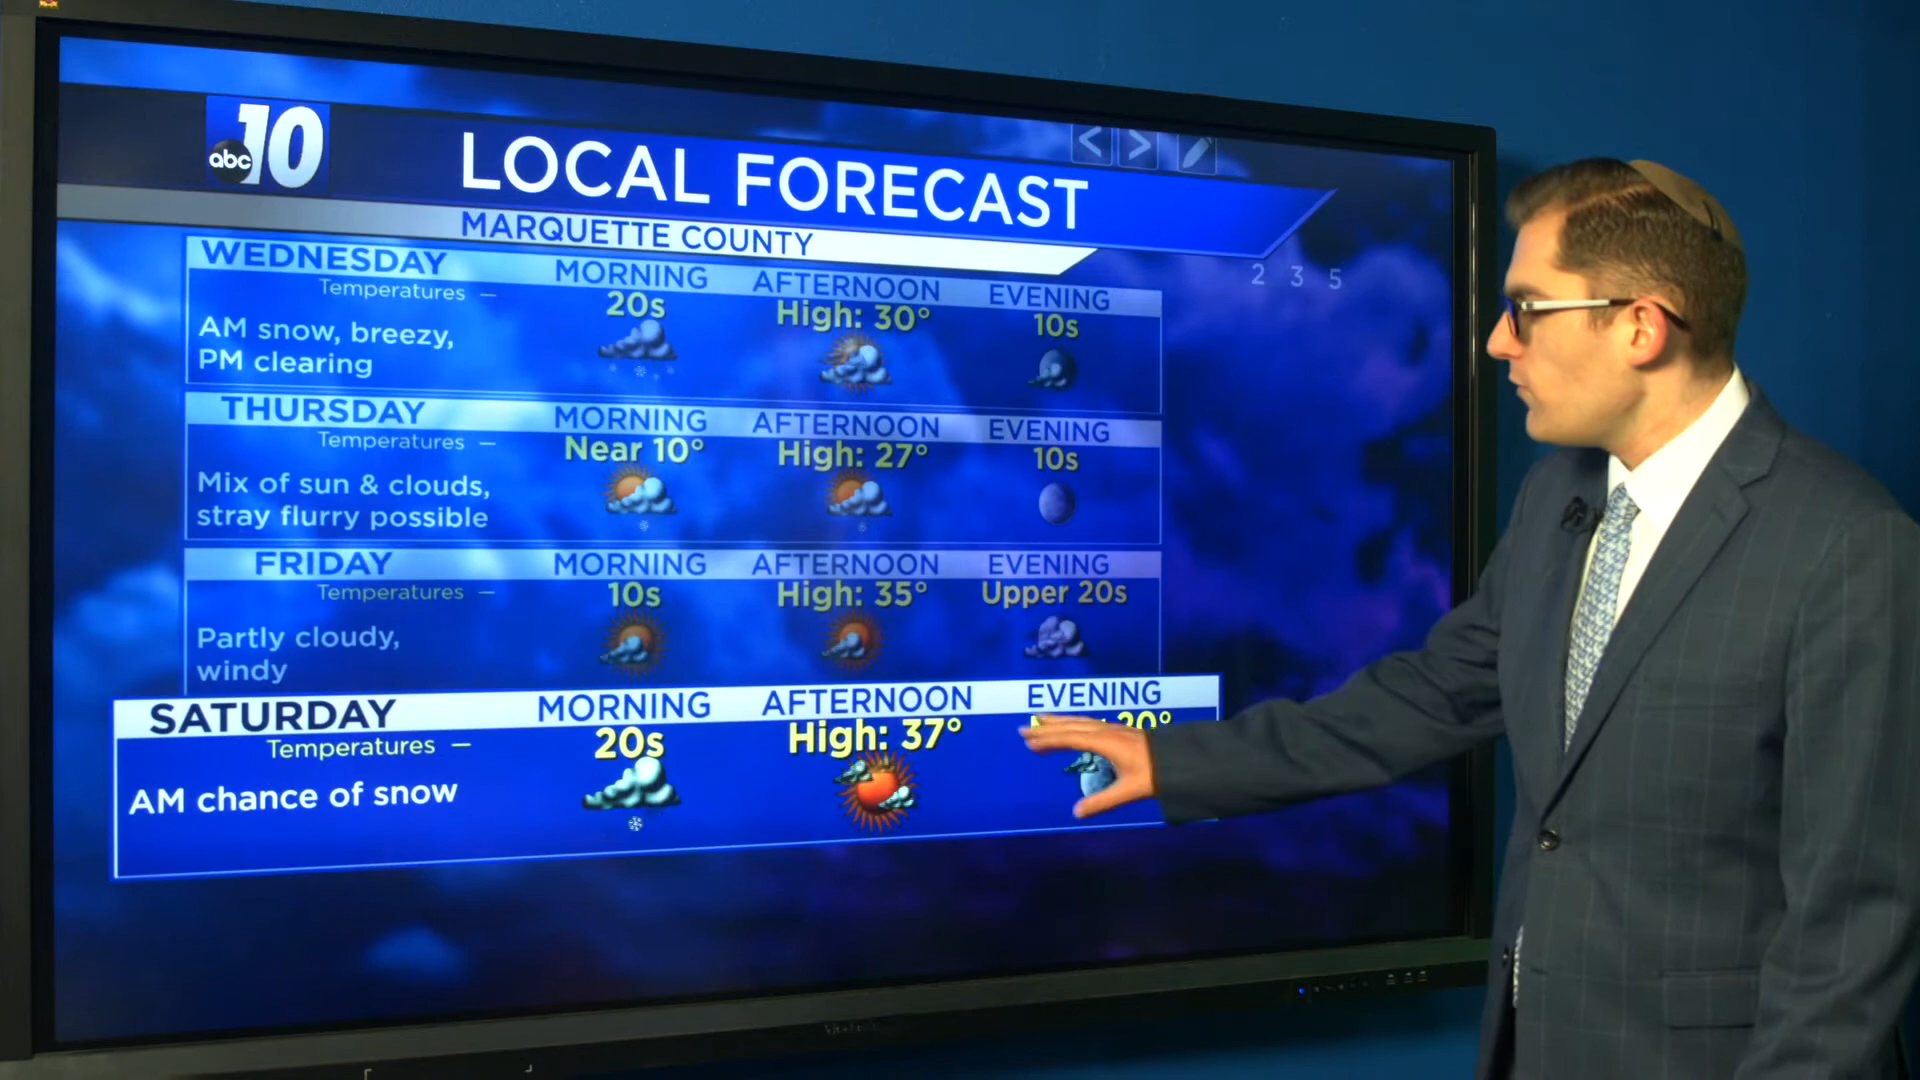 abc 10
LOCAL FORECAST
MARQUETTE COUNTY
2 3 5
WEDNESDAY MORNING AFTERNOON EVENING
Temperatures — 20s High: 30° 10s
AM snow, breezy,
PM clearing
THURSDAY MORNING AFTERNOON EVENING
Temperatures — Near 10° High: 27° 10s
Mix of sun & clouds,
stray flurry possible
FRIDAY MORNING AFTERNOON EVENING
Temperatures — 10s High: 35° Upper 20s
Partly cloudy,
windy
SATURDAY MORNING AFTERNOON EVENING
Temperatures — 20s High: 37° 20°
AM chance of snow